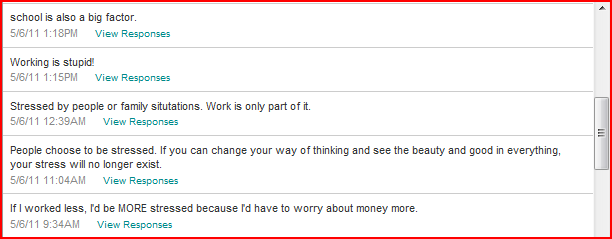 school is also a big factor.
5/6/11 1:18PM View Responses
Working is stupid!
5/6/11 1:15PM View Responses
Stressed by people or family situtations. Work is only part of it.
5/6/11 12:39AM View Responses
People choose to be stressed. If you can change your way of thinking and see the beauty and good in everything,
your stress will no longer exist.
5/6/11 11:04AM View Responses
If I worked less, I'd be MORE stressed because I'd have to worry about money more.
5/6/11 9:34AM View Responses